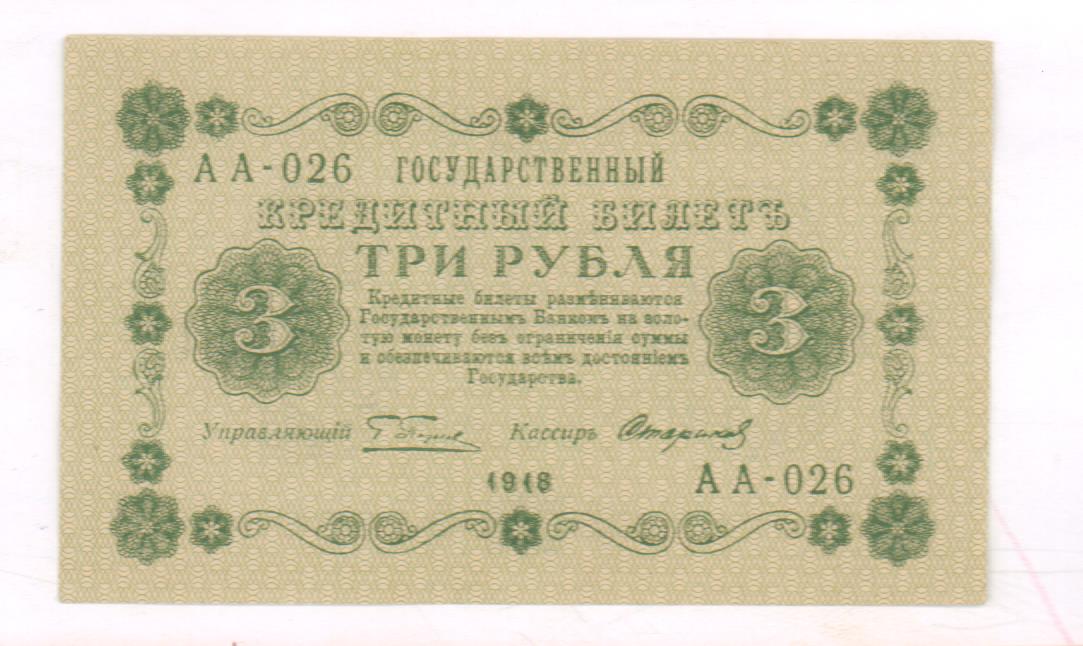 АА-026 ГОСУДАРСТВЕННЫЙ
КРЕДИТНЫЙ БИЛЕТЪ
ТРИ РУБЛЯ
3 3
Кредитные билеты размѣниваются
Государственнымъ Банкомъ на золо-
тую монету безъ ограниченія суммы
и обезпечиваются всѣмъ достояніемъ
Государства.
Управляющій Кассиръ Стариков
1918 АА-026